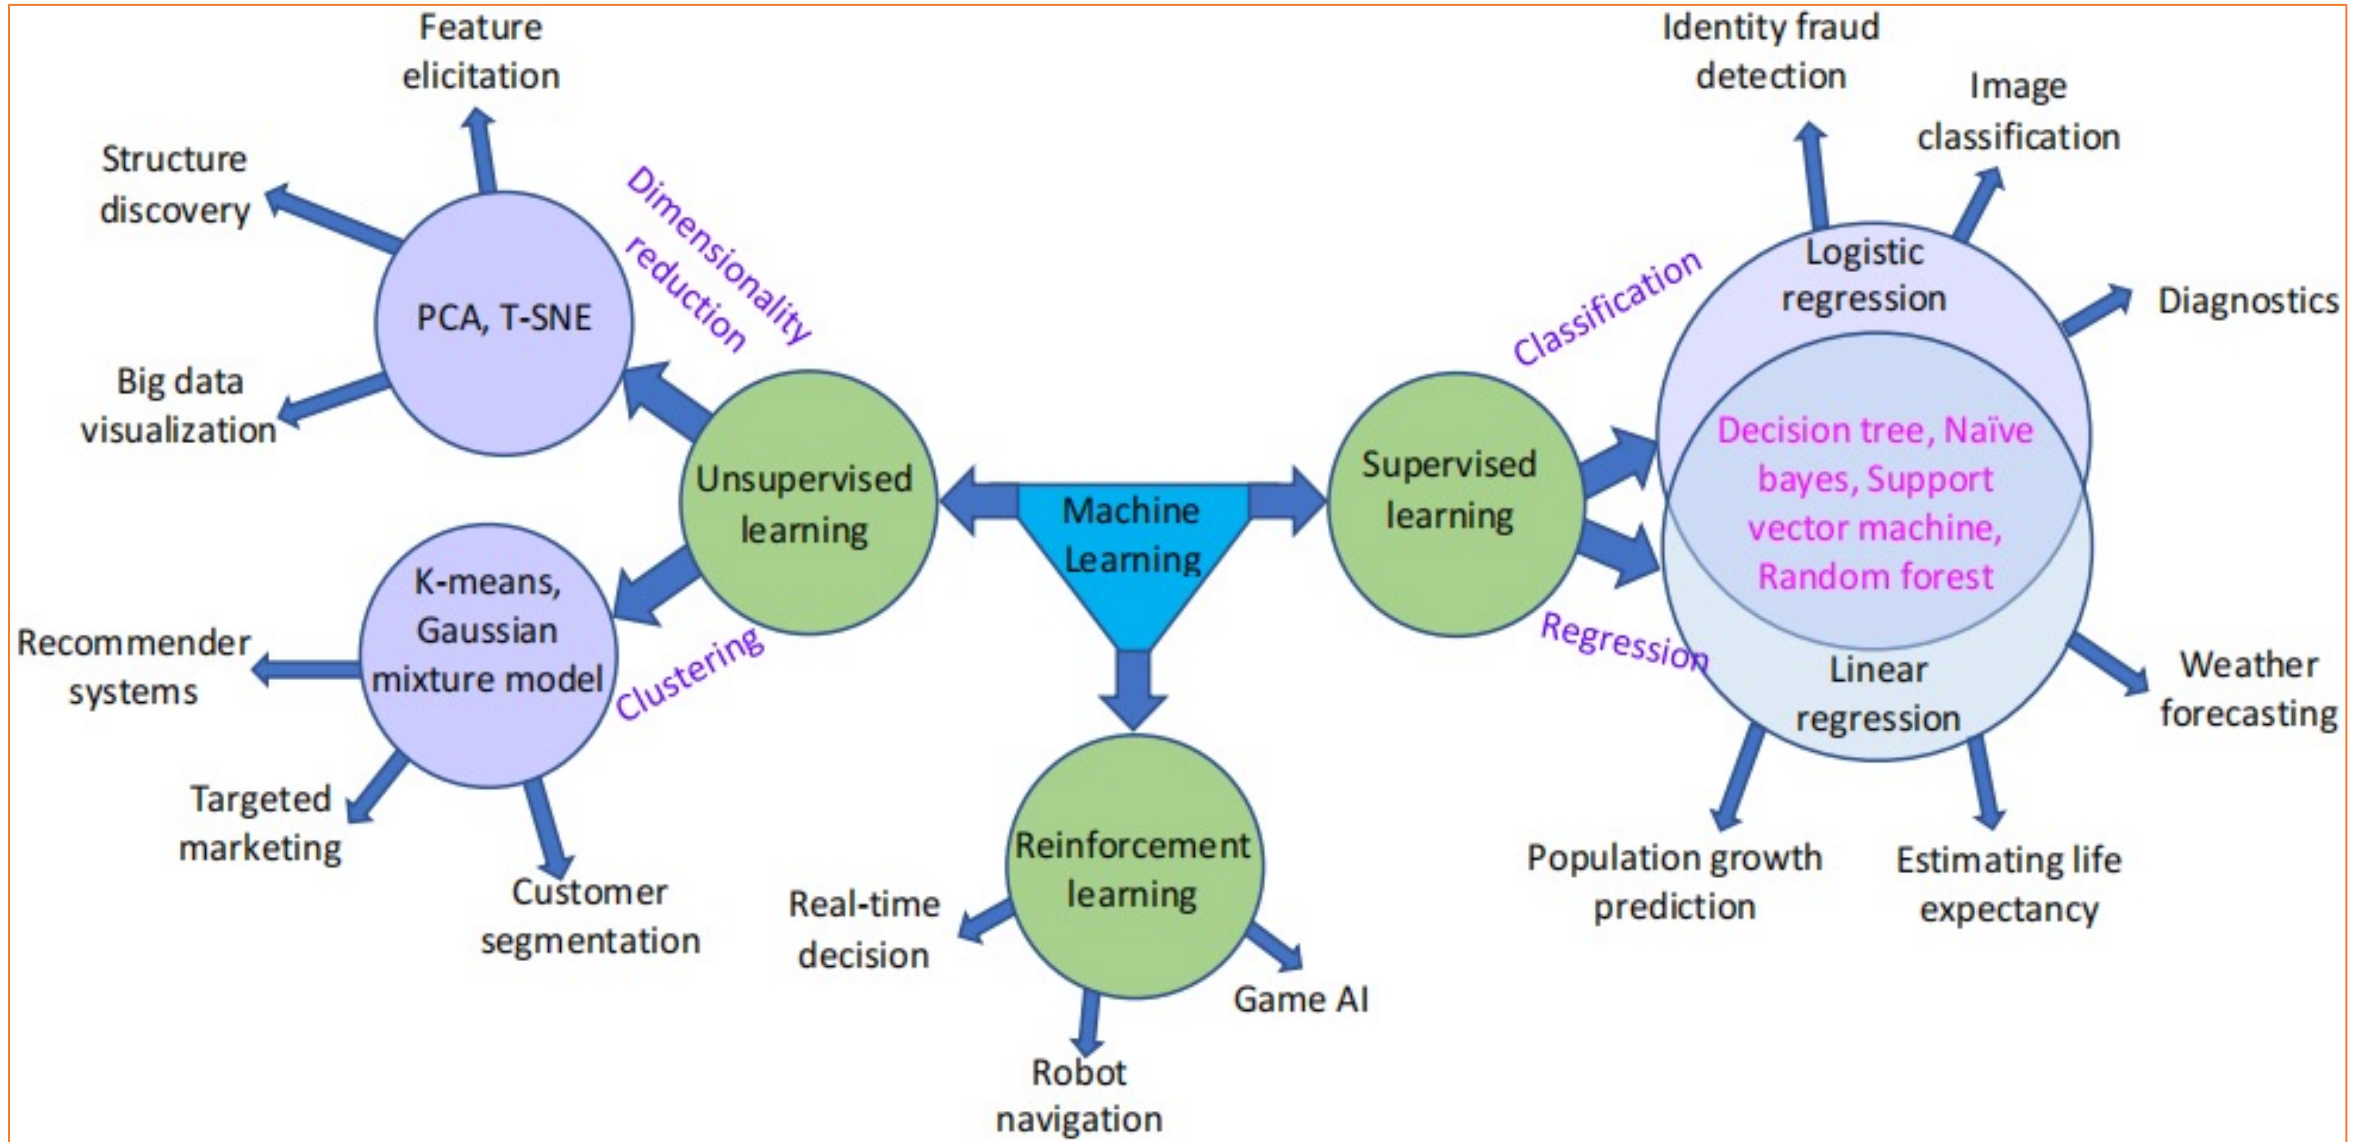 Feature
elicitation
Structure
discovery
Big data
visualization
PCA, T-SNE
Dimensionality
reduction
Unsupervised
learning
K-means,
Gaussian
mixture model
Clustering
Recommender
systems
Targeted
marketing
Customer
segmentation
Machine
Learning
Reinforcement
learning
Real-time
decision
Robot
navigation
Game AI
Supervised
learning
Classification
Regression
Identity fraud
detection
Image
classification
Diagnostics
Logistic
regression
Decision tree, Naïve
bayes, Support
vector machine,
Random forest
Linear
regression
Weather
forecasting
Population growth
prediction
Estimating life
expectancy